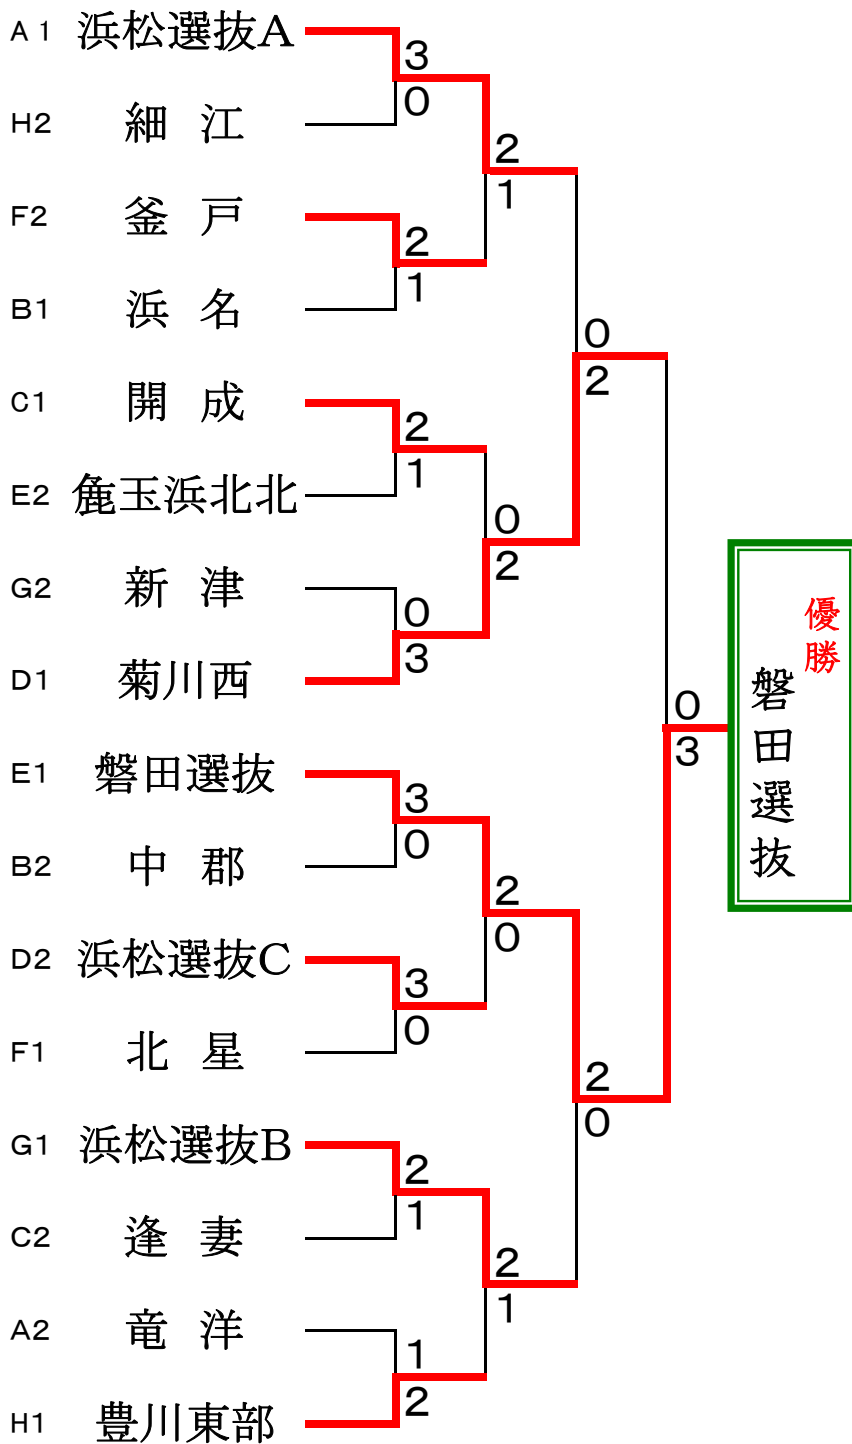 A1 浜松選抜A
3
0
H2 細江
2
1
F2 釜戸
2
1
B1 浜名
0
2
C1 開成
2
1
E2 麁玉浜北北
0
2
G2 新津
0
3
D1 菊川西
優勝
磐田選抜
0
3
E1 磐田選抜
3
0
B2 中郡
2
0
D2 浜松選抜C
3
0
F1 北星
2
0
G1 浜松選抜B
2
1
C2 逢妻
2
1
A2 竜洋
1
2
H1 豊川東部